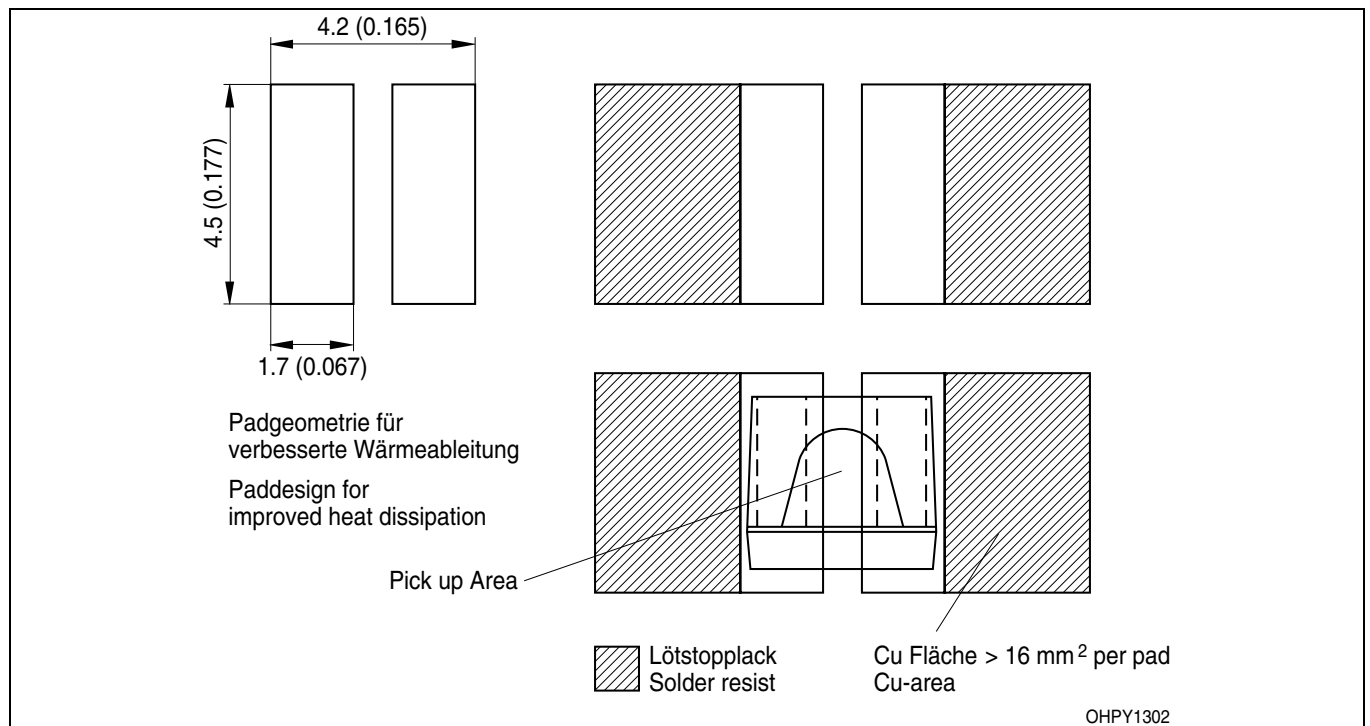 4.2 (0.165)
4.5 (0.177)
1.7 (0.067)
Padgeometrie für
verbesserte Wärmeableitung
Paddesign for
improved heat dissipation
Pick up Area
Lötstopplack
Solder resist
Cu Fläche > 16 mm² per pad
Cu-area
OHPY1302